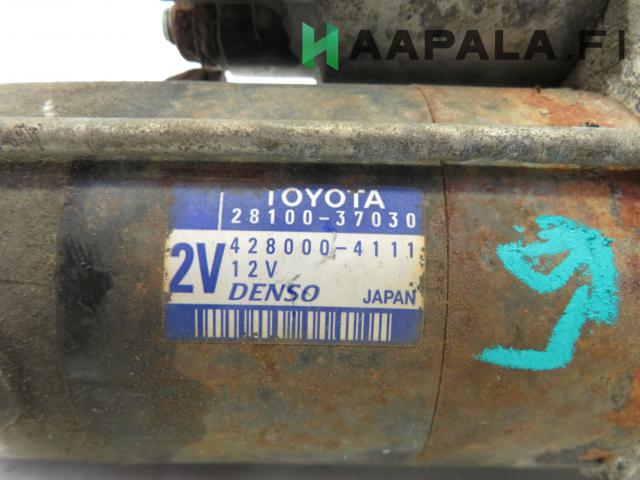 HAAPALA.FI
TOYOTA
28100-37030
2V
428000-4111
12V
DENSO
JAPAN